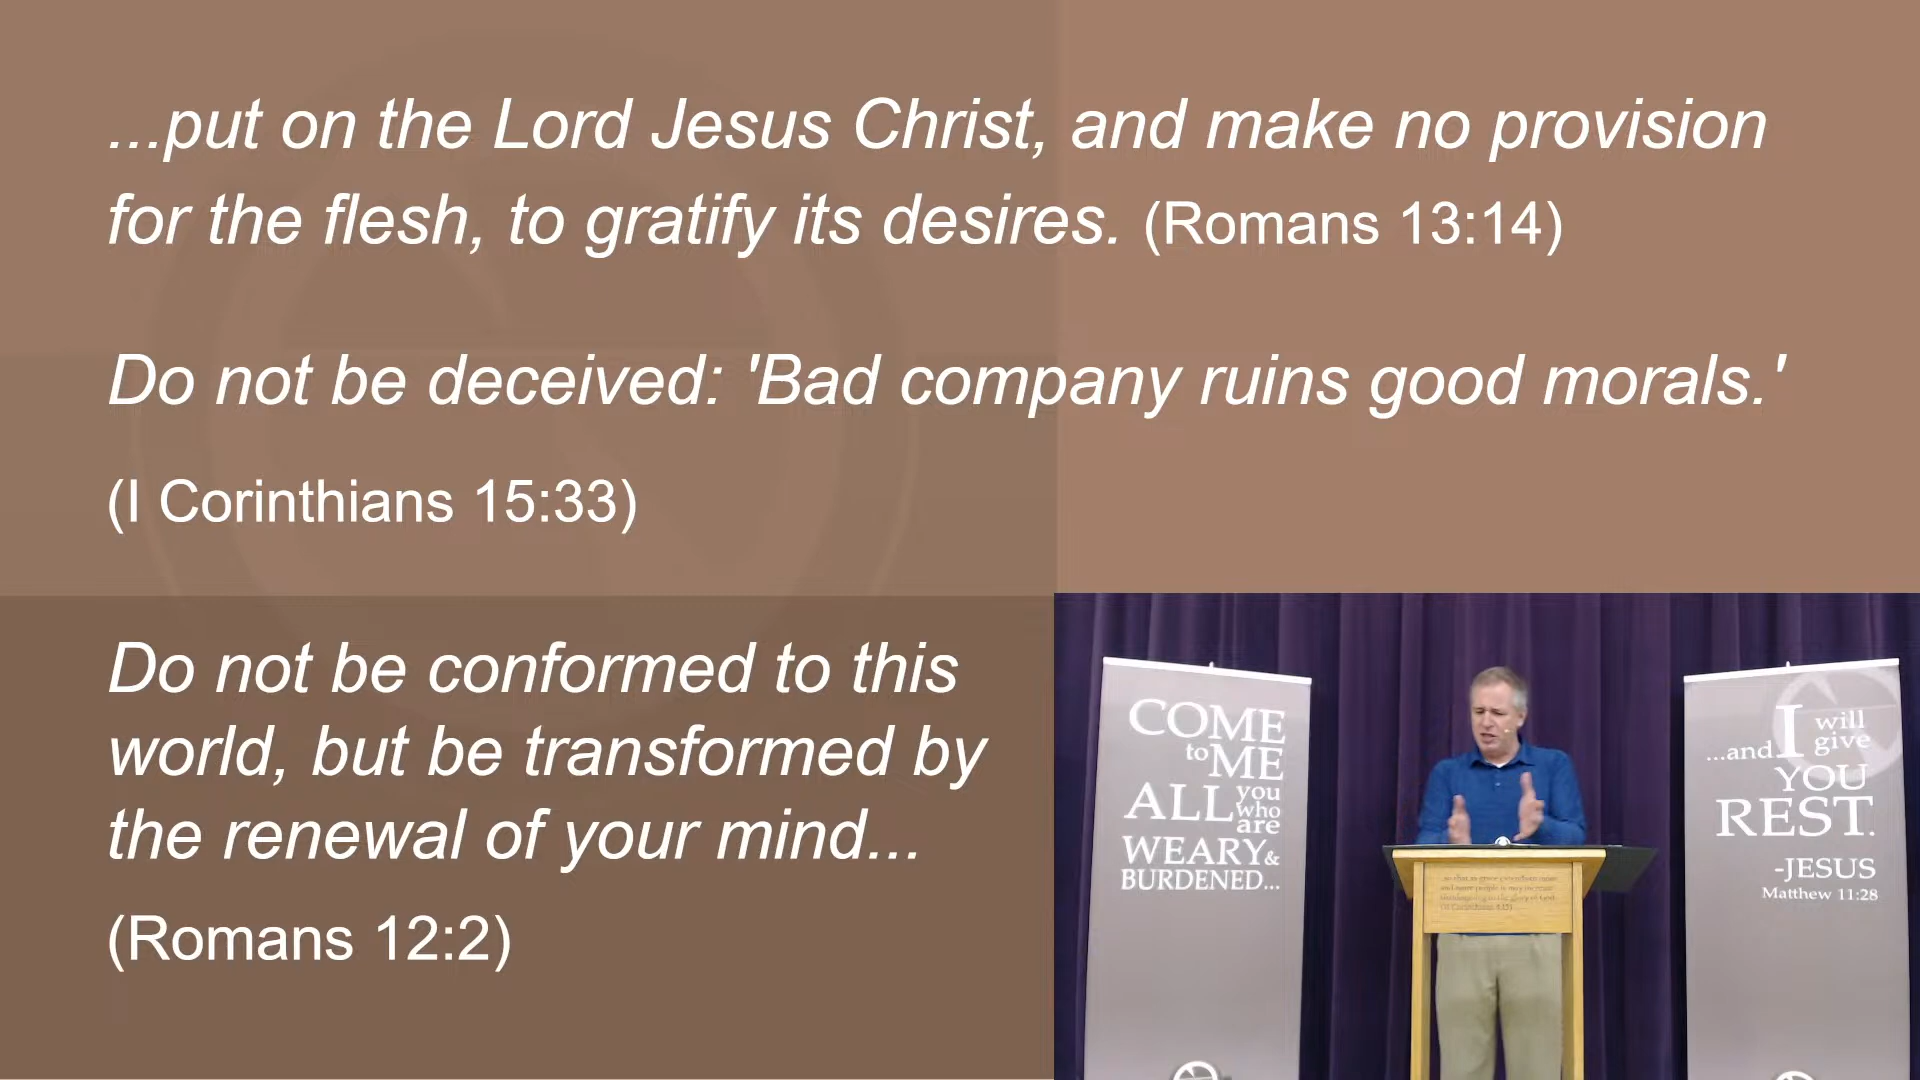 ...put on the Lord Jesus Christ, and make no provision
for the flesh, to gratify its desires. (Romans 13:14)
Do not be deceived: 'Bad company ruins good morals.'
(I Corinthians 15:33)
Do not be conformed to this
world, but be transformed by
the renewal of your mind...
(Romans 12:2)
COME
to ME
ALL you who are
WEARY &
BURDENED...
...and I will give
YOU
REST.
-JESUS
Matthew 11:28